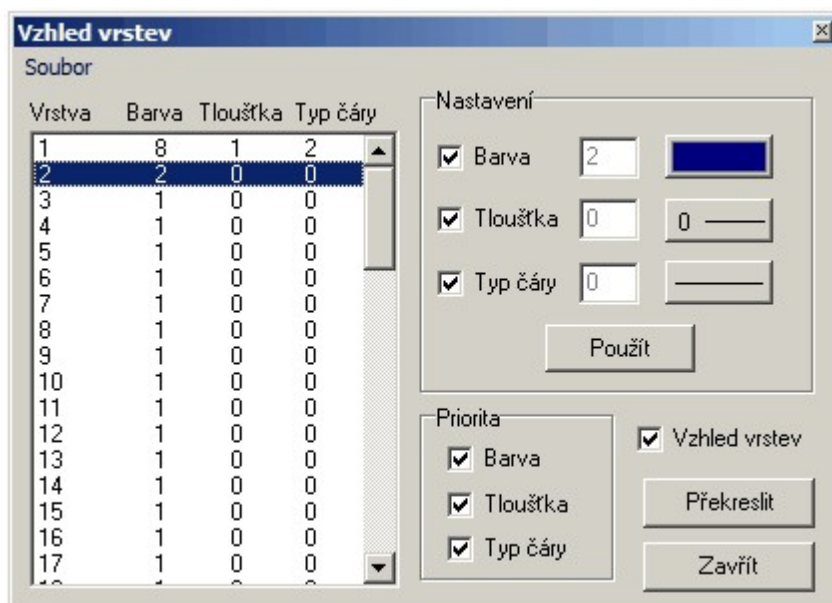 Vzhled vrstev
Soubor
Vrstva Barva Tloušťka Typ čáry
1 8 1 2
2 2 0 0
3 1 0 0
4 1 0 0
5 1 0 0
6 1 0 0
7 1 0 0
8 1 0 0
9 1 0 0
10 1 0 0
11 1 0 0
12 1 0 0
13 1 0 0
14 1 0 0
15 1 0 0
16 1 0 0
17 1 0 0
Nastavení
Barva 2
Tloušťka 0 0
Typ čáry 0
Použít
Priorita
Barva
Tloušťka
Typ čáry
Vzhled vrstev
Překreslit
Zavřít